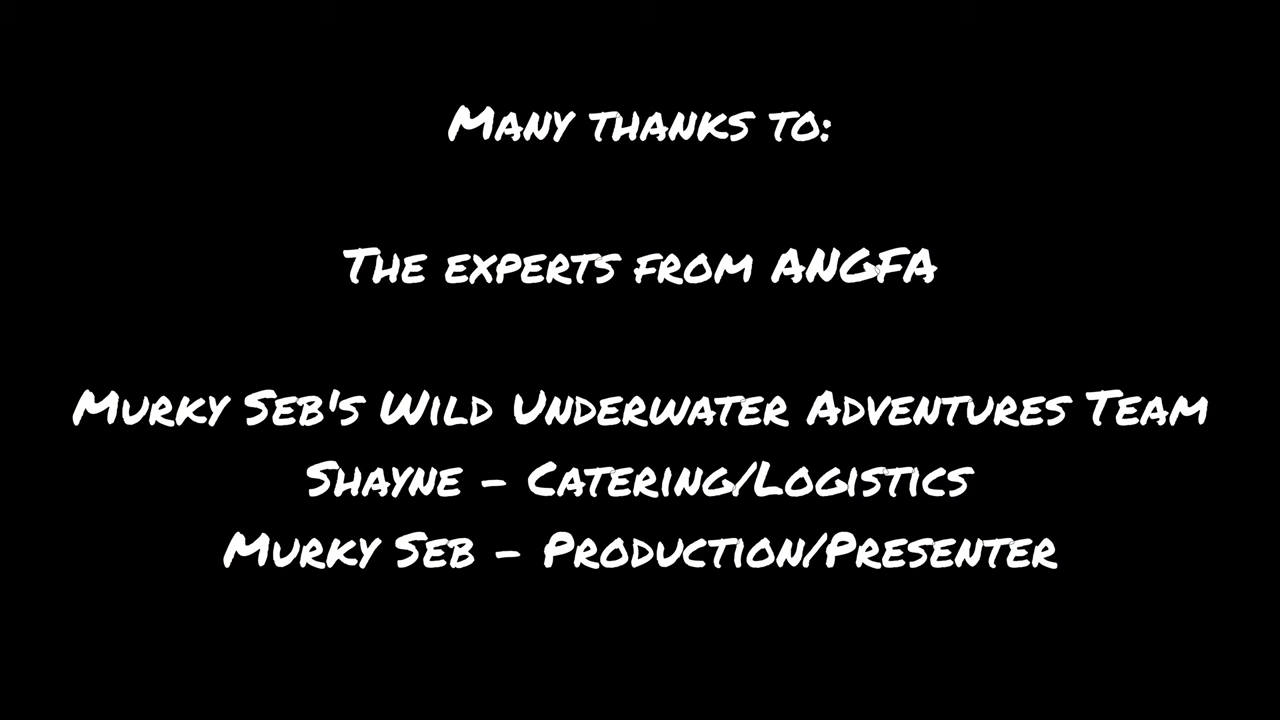 Many thanks to:
The experts from ANGFA
Murky Seb's Wild Underwater Adventures Team
Shayne - Catering/Logistics
Murky Seb - Production/Presenter